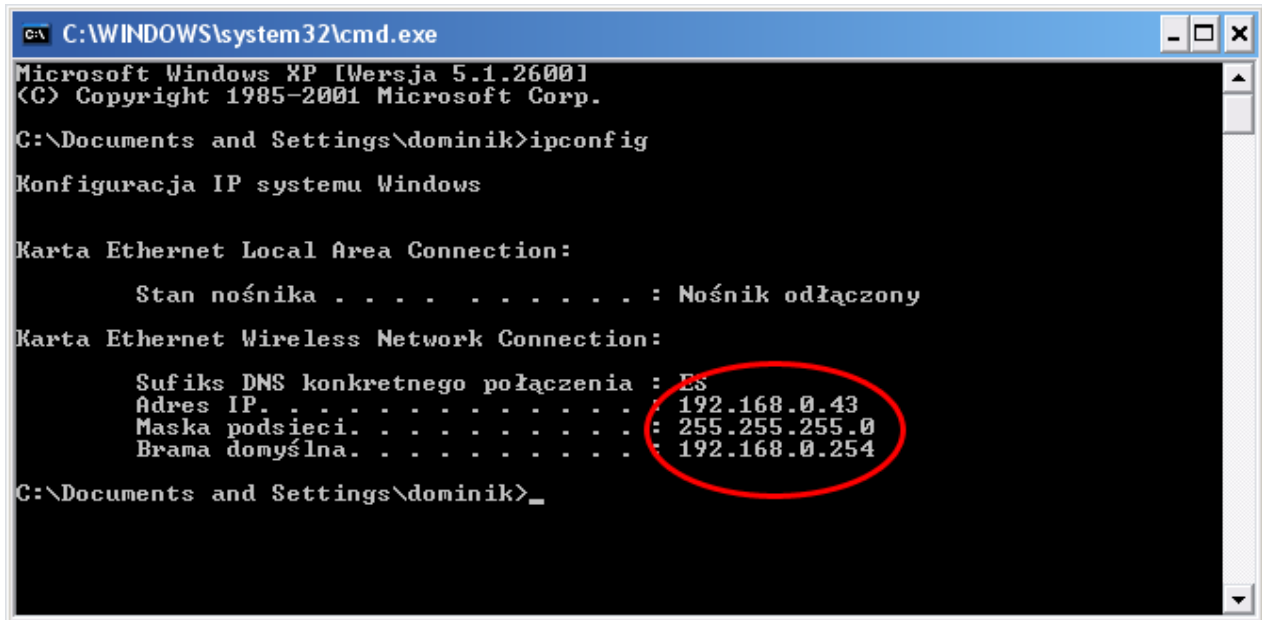 C:\WINDOWS\system32\cmd.exe
Microsoft Windows XP [Wersja 5.1.2600]
(C) Copyright 1985-2001 Microsoft Corp.
C:\Documents and Settings\dominik>ipconfig
Konfiguracja IP systemu Windows
Karta Ethernet Local Area Connection:
Stan nośnika . . . . . . . . . . . : Nośnik odłączony
Karta Ethernet Wireless Network Connection:
Sufiks DNS konkretnego połączenia : ES
Adres IP. . . . . . . . . . . . . : 192.168.0.43
Maska podsieci. . . . . . . . . . : 255.255.255.0
Brama domyślna. . . . . . . . . . : 192.168.0.254
C:\Documents and Settings\dominik>_